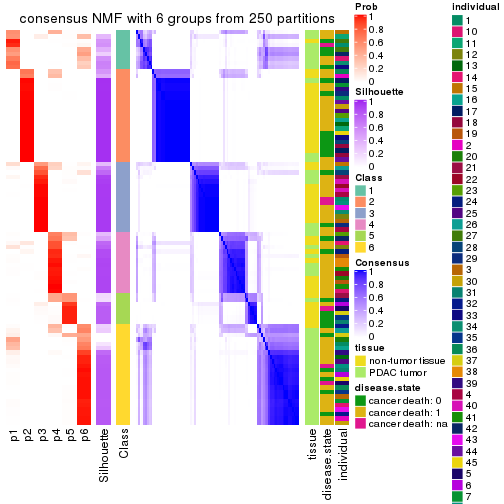 consensus NMF with 6 groups from 250 partitions
p1
p2
p3
p4
p5
p6
Silhouette
Class
tissue
disease.state
individual
Prob
0.8
0.6
0.4
0.2
0
Silhouette
1
0.8
0.6
0.4
0.2
0
Class
1
2
3
4
5
6
Consensus
1
0.8
0.6
0.4
0.2
0
tissue
non-tumor tissue
PDAC tumor
disease.state
cancer death: 0
cancer death: 1
cancer death: na
individual
1
10
11
12
13
14
15
16
17
18
19
2
20
21
22
23
24
25
26
27
28
29
3
30
31
32
33
34
35
36
37
38
39
4
40
41
42
43
44
45
5
6
7